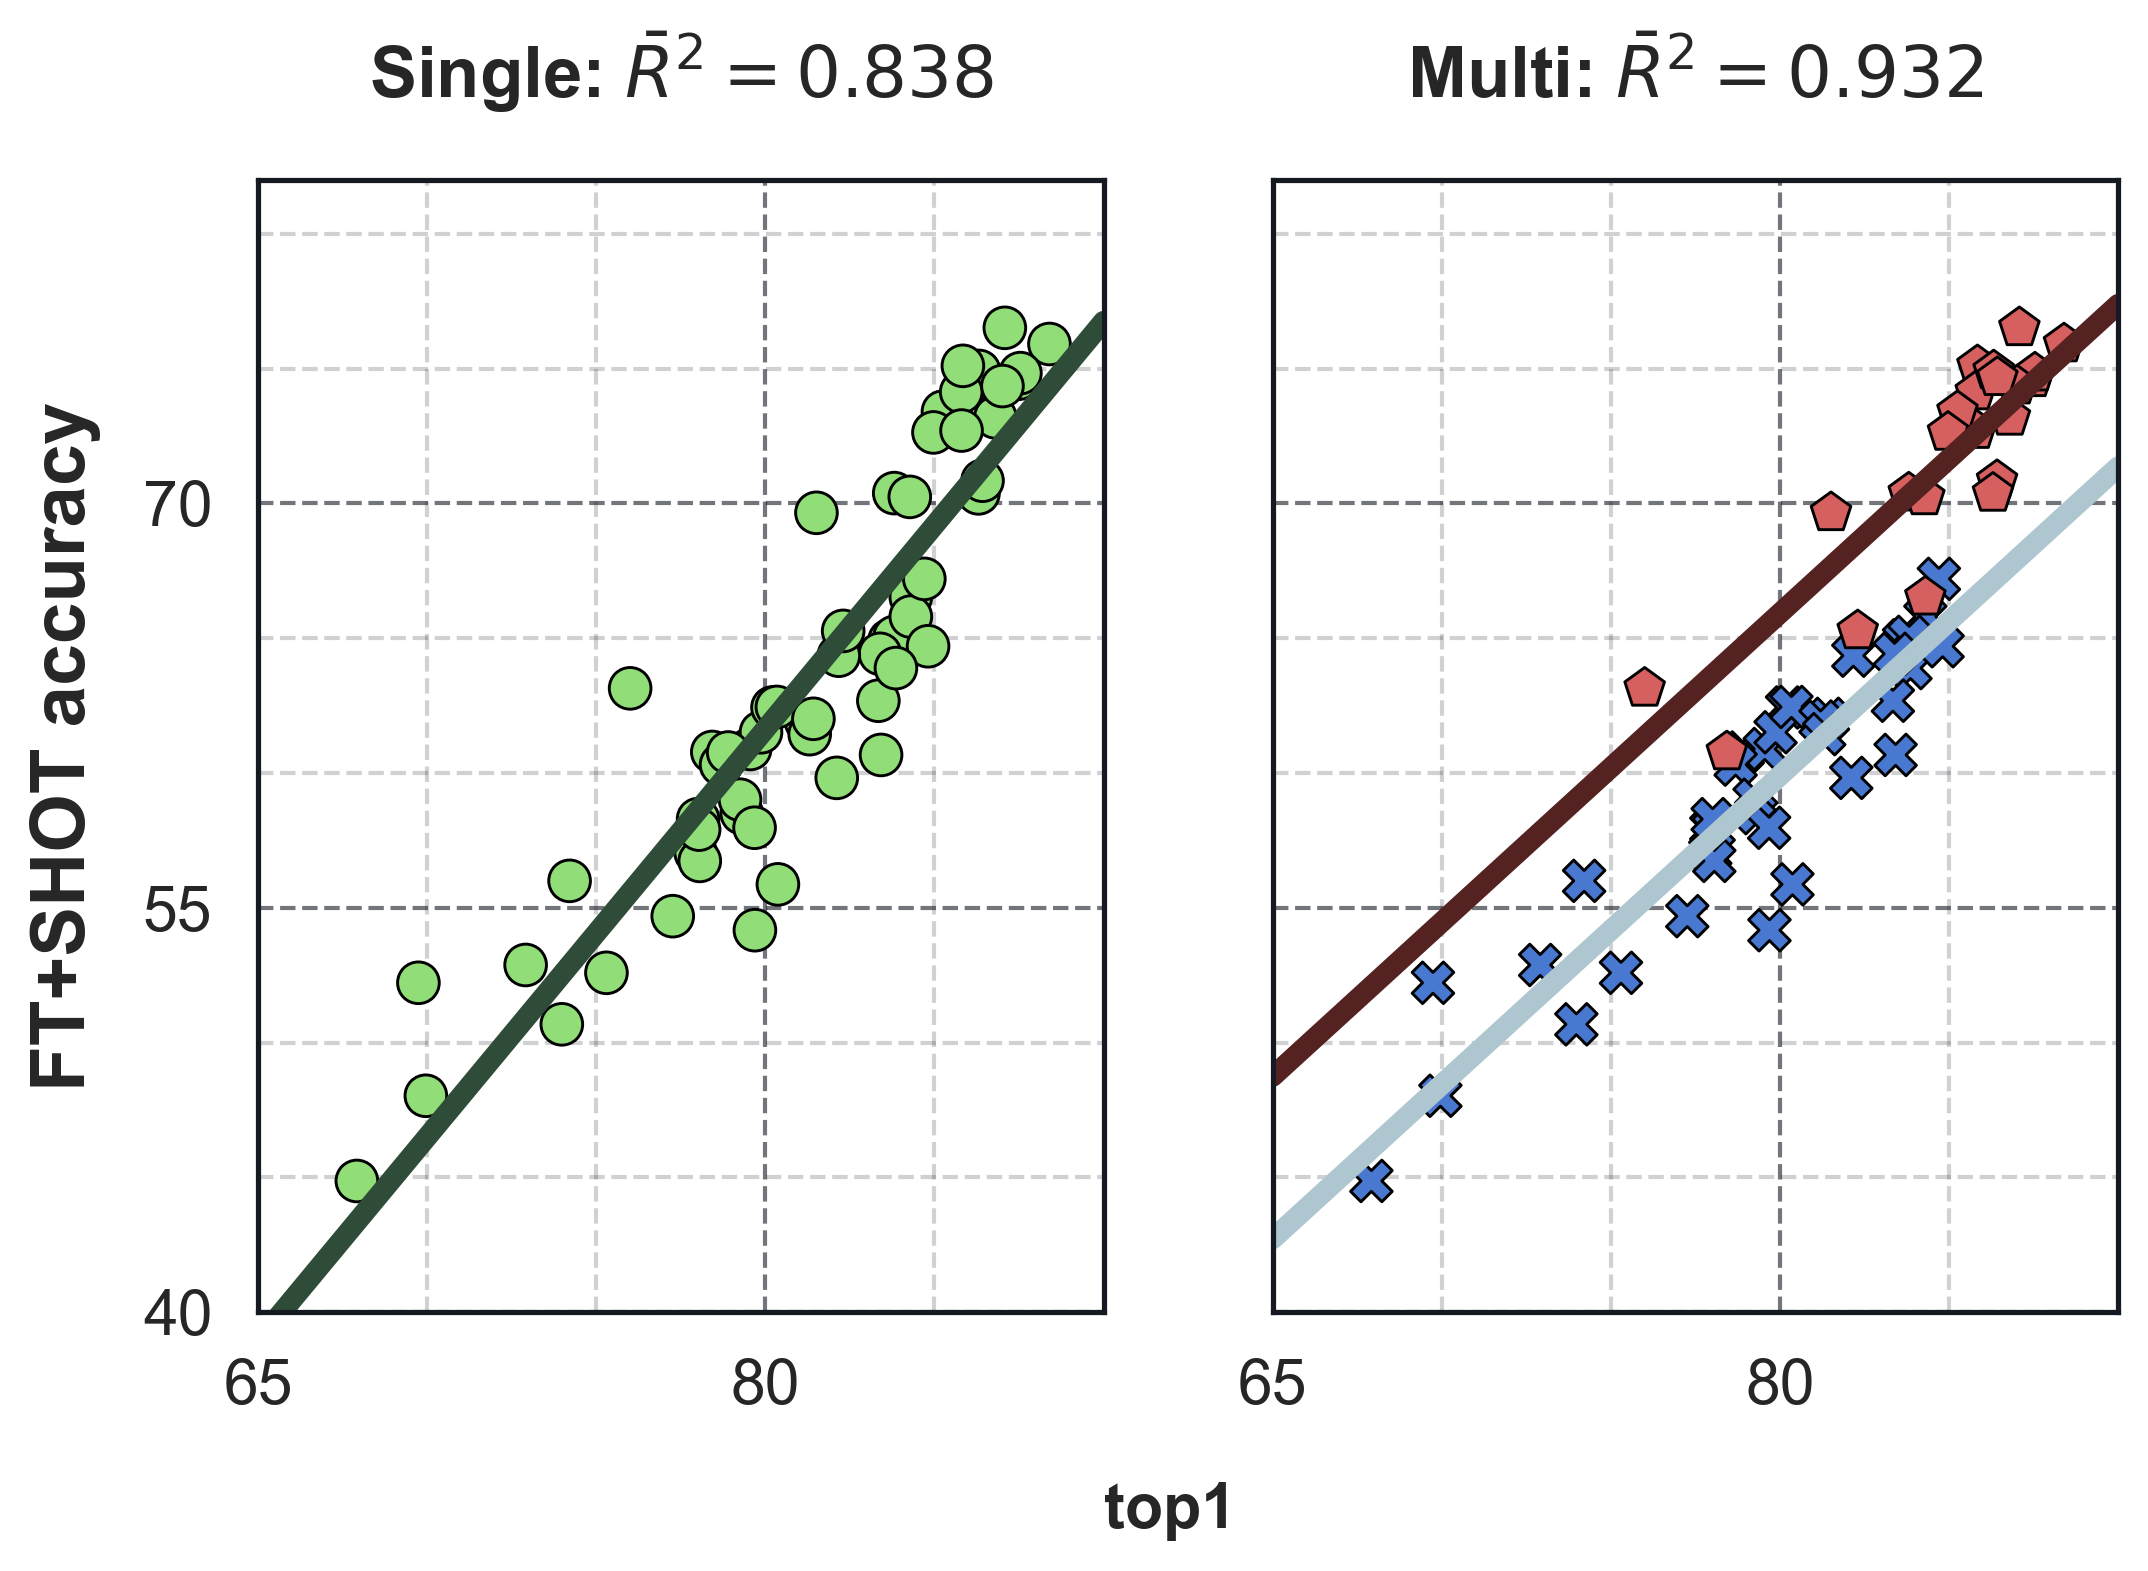 Single: R̄² = 0.838
Multi: R̄² = 0.932
FT+SHOT accuracy
70
55
40
65
80
65
80
top1